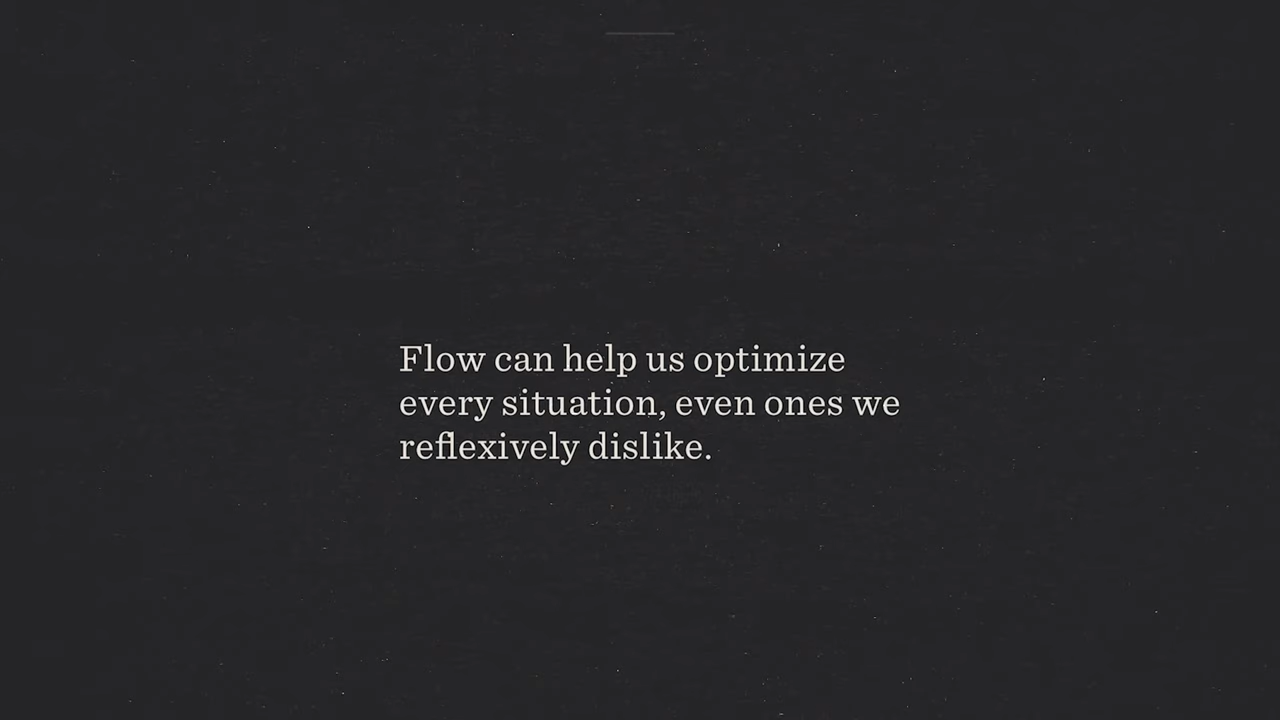 Flow can help us optimize
every situation, even ones we
reflexively dislike.